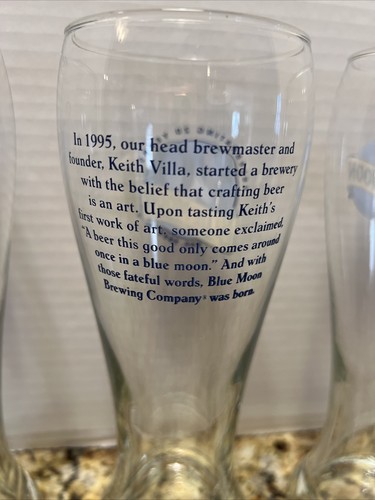 In 1995, our head brewmaster and
founder, Keith Villa, started a brewery
with the belief that crafting beer
is an art. Upon tasting Keith's
first work of art, someone exclaimed,
"A beer this good only comes around
once in a blue moon." And with
those fateful words, Blue Moon
Brewing Company® was born.